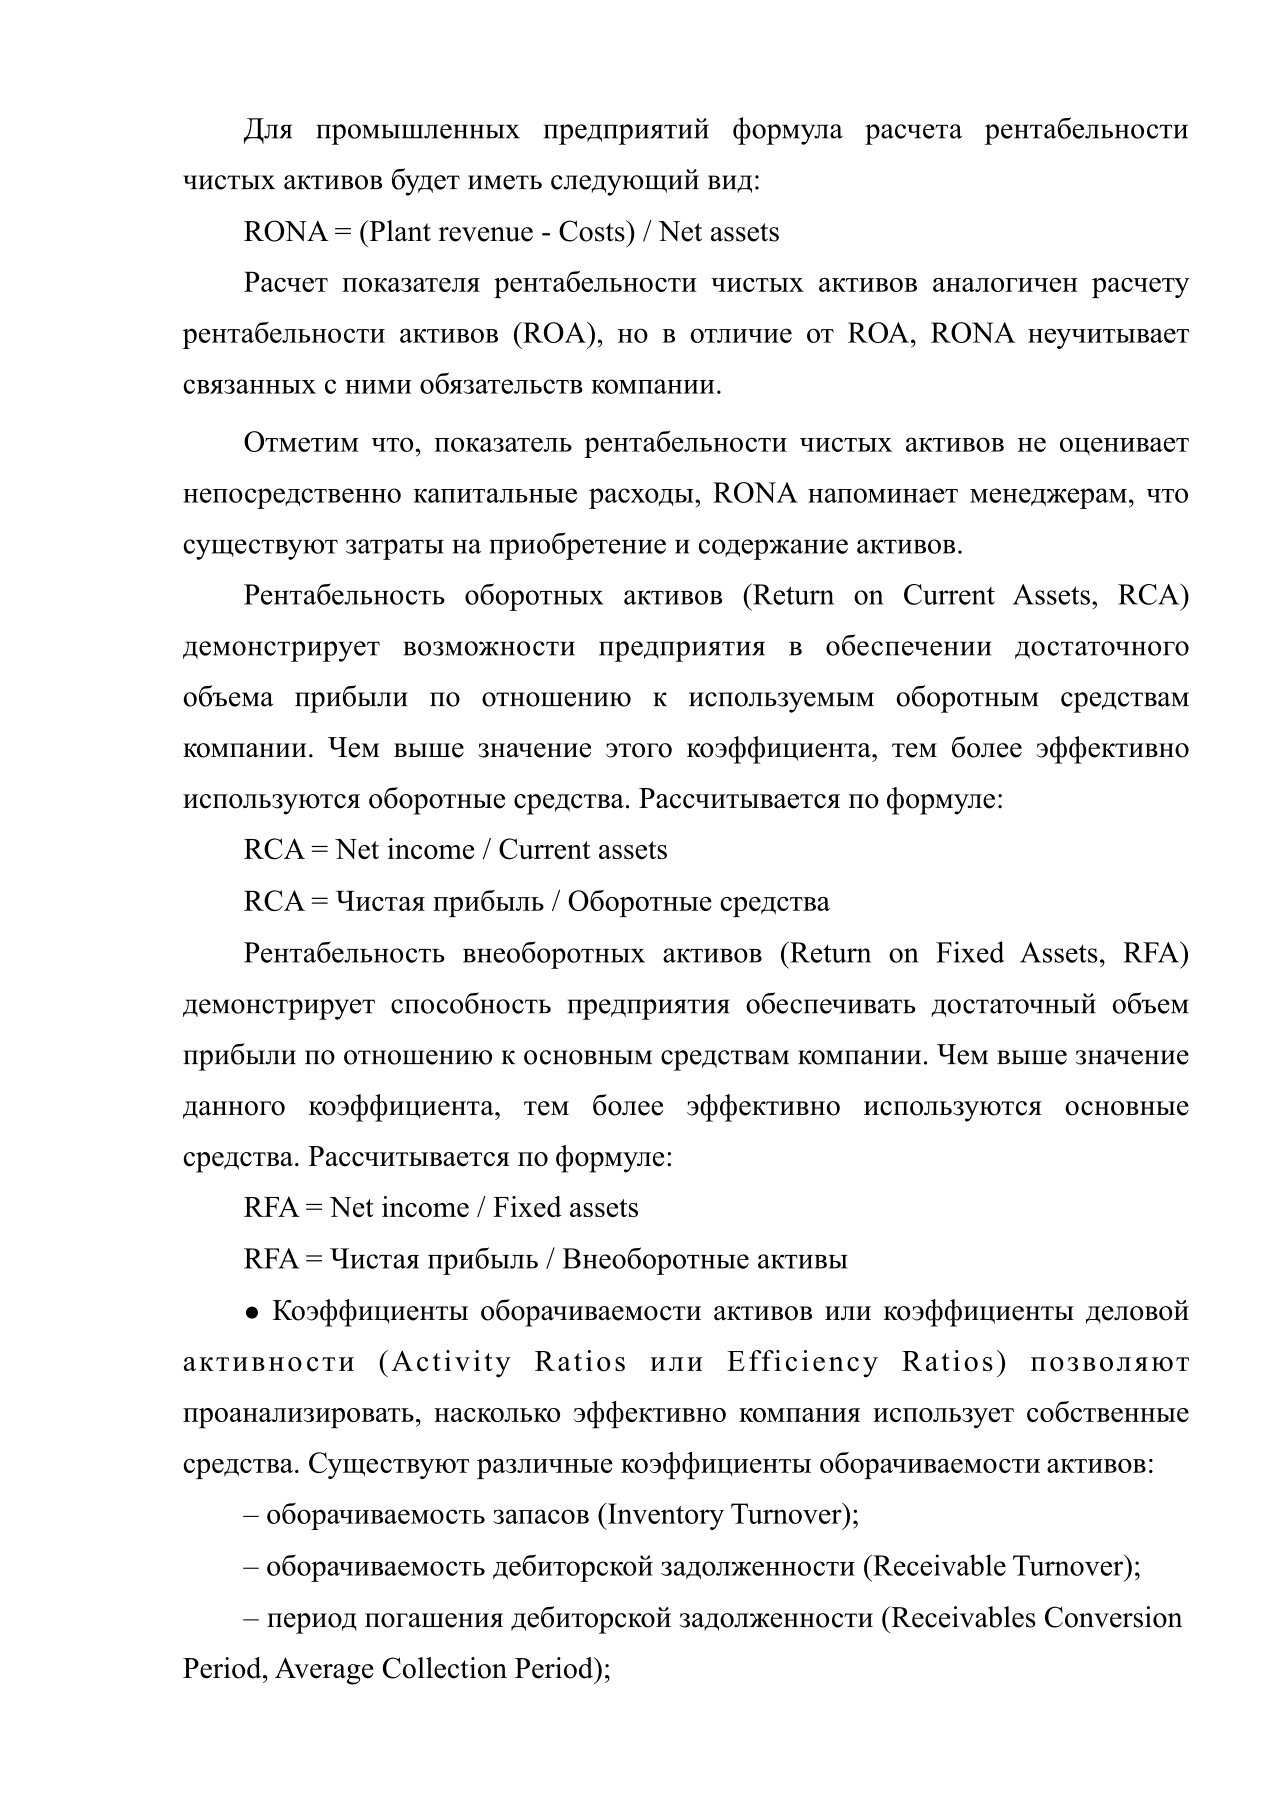 Для промышленных предприятий формула расчета рентабельности
чистых активов будет иметь следующий вид:
RONA = (Plant revenue - Costs) / Net assets
Расчет показателя рентабельности чистых активов аналогичен расчету
рентабельности активов (ROA), но в отличие от ROA, RONA неучитывает
связанных с ними обязательств компании.
Отметим что, показатель рентабельности чистых активов не оценивает
непосредственно капитальные расходы, RONA напоминает менеджерам, что
существуют затраты на приобретение и содержание активов.
Рентабельность оборотных активов (Return on Current Assets, RCA)
демонстрирует возможности предприятия в обеспечении достаточного
объема прибыли по отношению к используемым оборотным средствам
компании. Чем выше значение этого коэффициента, тем более эффективно
используются оборотные средства. Рассчитывается по формуле:
RCA = Net income / Current assets
RCA = Чистая прибыль / Оборотные средства
Рентабельность внеоборотных активов (Return on Fixed Assets, RFA)
демонстрирует способность предприятия обеспечивать достаточный объем
прибыли по отношению к основным средствам компании. Чем выше значение
данного коэффициента, тем более эффективно используются основные
средства. Рассчитывается по формуле:
RFA = Net income / Fixed assets
RFA = Чистая прибыль / Внеоборотные активы
● Коэффициенты оборачиваемости активов или коэффициенты деловой
активности (Activity Ratios или Efficiency Ratios) позволяют
проанализировать, насколько эффективно компания использует собственные
средства. Существуют различные коэффициенты оборачиваемости активов:
– оборачиваемость запасов (Inventory Turnover);
– оборачиваемость дебиторской задолженности (Receivable Turnover);
– период погашения дебиторской задолженности (Receivables Conversion
Period, Average Collection Period);